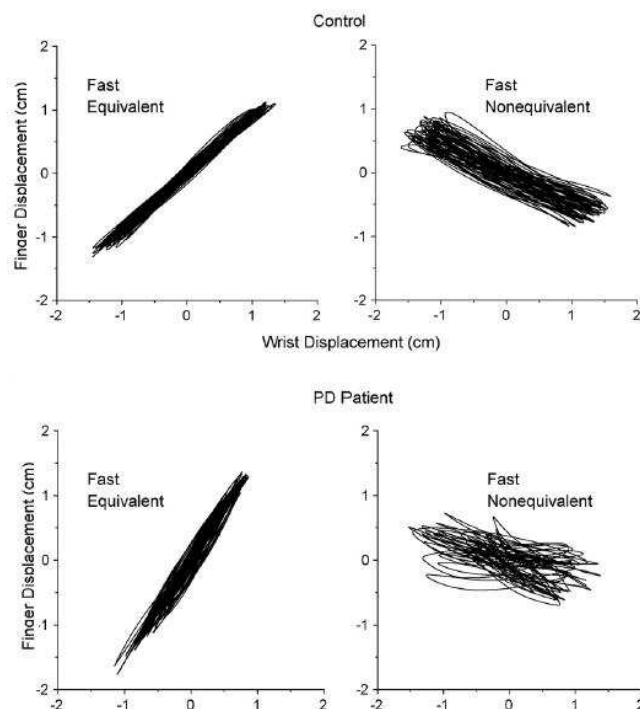 Control
Fast
Equivalent
Fast
Nonequivalent
Finger Displacement (cm)
2
1
0
-1
-2
-2 -1 0 1 2
2
1
0
-1
-2
-2 -1 0 1 2
Wrist Displacement (cm)
PD Patient
Fast
Equivalent
Fast
Nonequivalent
Finger Displacement (cm)
2
1
0
-1
-2
-2 -1 0 1 2
2
1
0
-1
-2
-2 -1 0 1 2